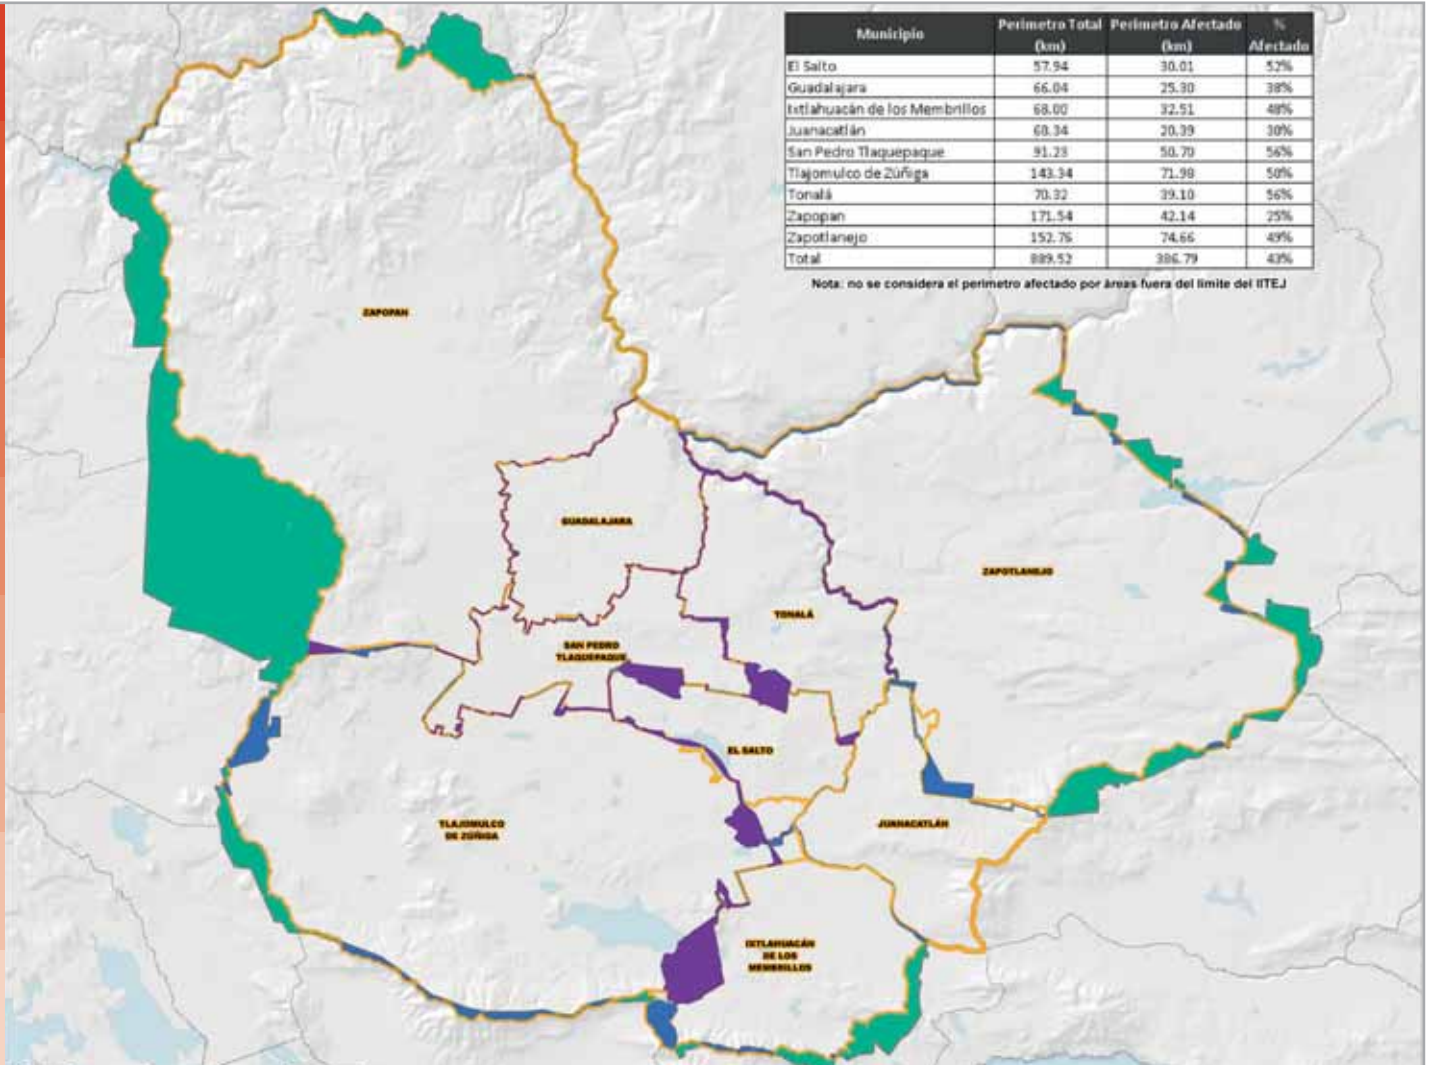 Municipio Perimetro Total (km) Perimetro Afectado (km) % Afectado
El Salto 57.94 30.01 52%
Guadalajara 66.04 25.30 38%
Ixtlahuacán de los Membrillos 68.00 32.51 48%
Juanacatlán 68.34 20.39 30%
San Pedro Tlaquepaque 91.23 50.70 56%
Tlajomulco de Zúñiga 143.34 71.98 50%
Tonalá 70.32 39.10 56%
Zapopan 171.54 42.14 25%
Zapotlanejo 152.76 74.66 49%
Total 889.52 386.79 43%
Nota: no se considera el perimetro afectado por áreas fuera del limite del IITEJ
ZAPOPAN
GUADALAJARA
ZAPOTLANEJO
TONALÁ
SAN PEDRO
TLAQUEPAQUE
EL SALTO
TLAJOMULCO
DE ZÚÑIGA
JUANACATLÁN
IXTLAHUACÁN
DE LOS
MEMBRILLOS